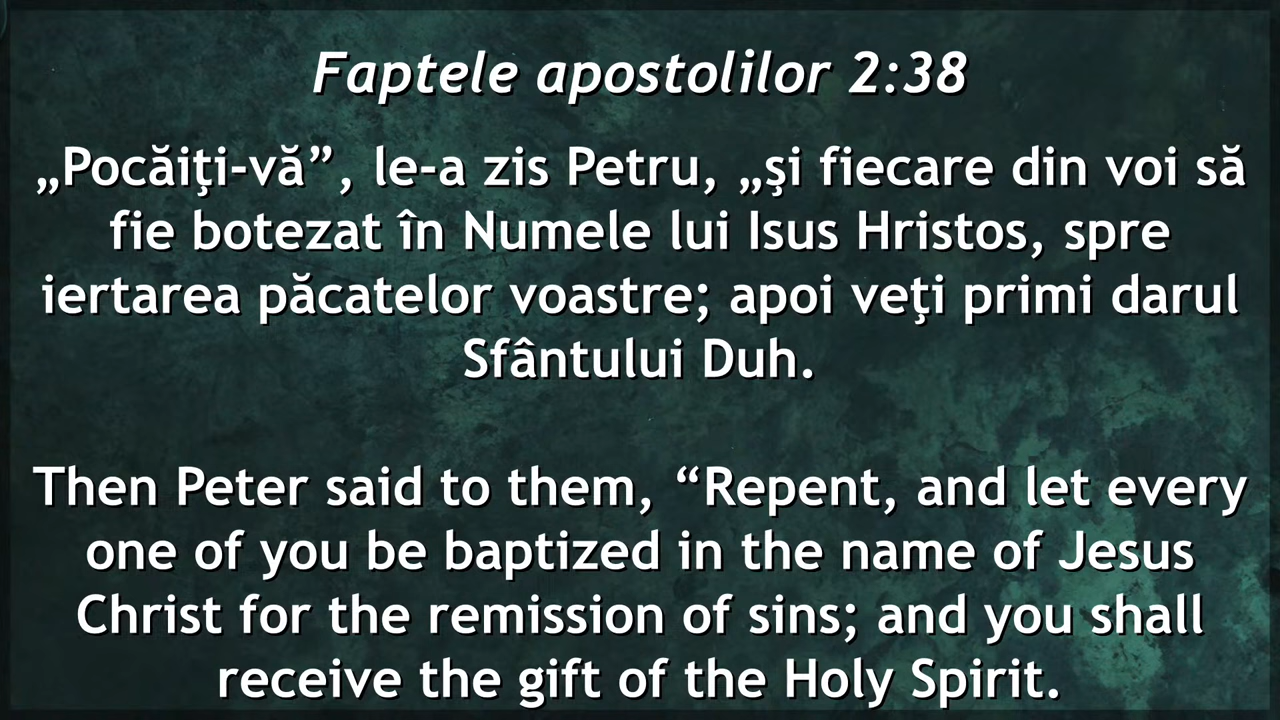 Faptele apostolilor 2:38
„Pocăiţi-vă”, le-a zis Petru, „şi fiecare din voi să
fie botezat în Numele lui Isus Hristos, spre
iertarea păcatelor voastre; apoi veţi primi darul
Sfântului Duh.
Then Peter said to them, “Repent, and let every
one of you be baptized in the name of Jesus
Christ for the remission of sins; and you shall
receive the gift of the Holy Spirit.